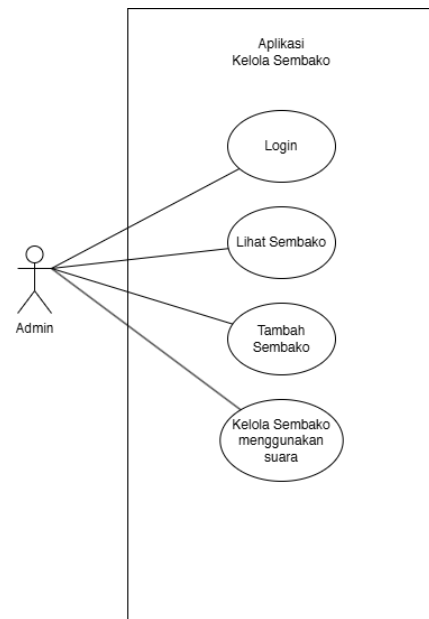 Aplikasi
Kelola Sembako
Login
Lihat Sembako
Tambah
Sembako
Admin
Kelola Sembako
menggunakan
suara